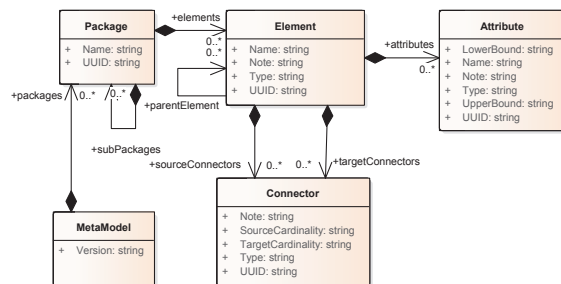 Package
+ Name: string
+ UUID: string
+elements
0..*
Element
+ Name: string
+ Note: string
+ Type: string
+ UUID: string
+attributes
0..*
Attribute
+ LowerBound: string
+ Name: string
+ Note: string
+ Type: string
+ UpperBound: string
+ UUID: string
0..*
+parentElement
+packages
0..*
0..*
+subPackages
+sourceConnectors
0..*
0..*
+targetConnectors
MetaModel
+ Version: string
Connector
+ Note: string
+ SourceCardinality: string
+ TargetCardinality: string
+ Type: string
+ UUID: string